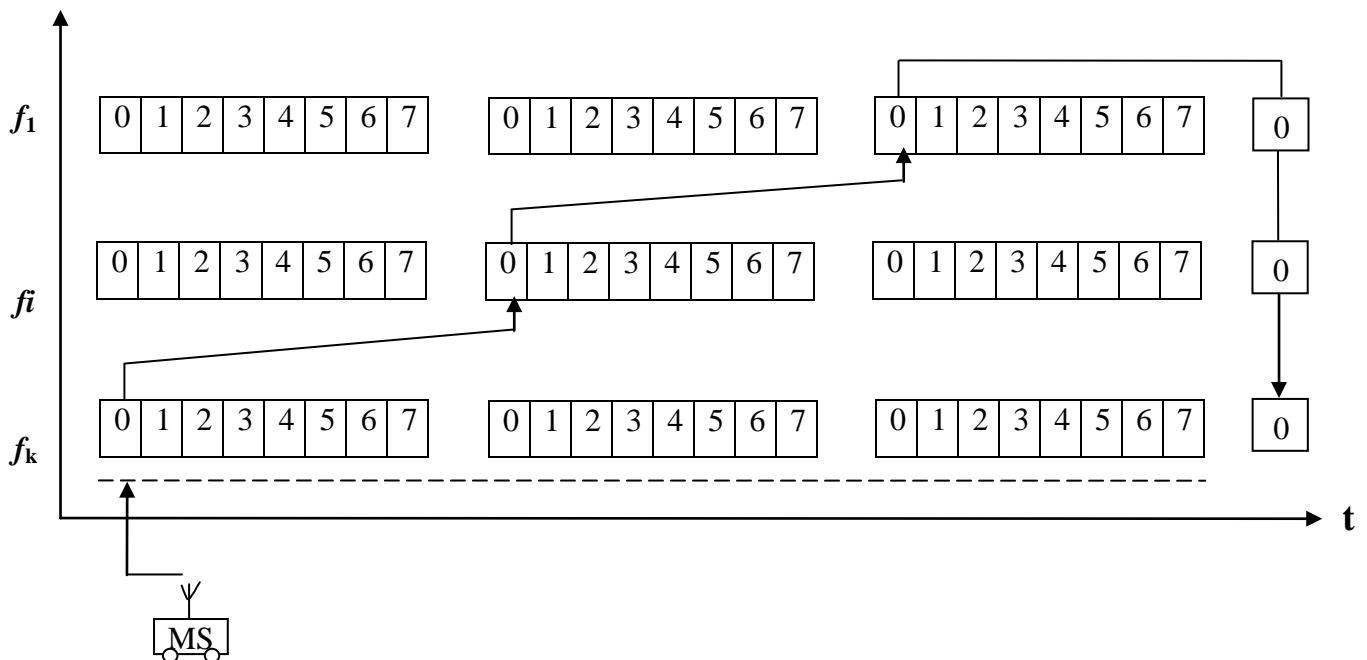 f1 0 1 2 3 4 5 6 7 0 1 2 3 4 5 6 7 0 1 2 3 4 5 6 7 0
fi 0 1 2 3 4 5 6 7 0 1 2 3 4 5 6 7 0 1 2 3 4 5 6 7 0
fk 0 1 2 3 4 5 6 7 0 1 2 3 4 5 6 7 0 1 2 3 4 5 6 7 0
t
MS